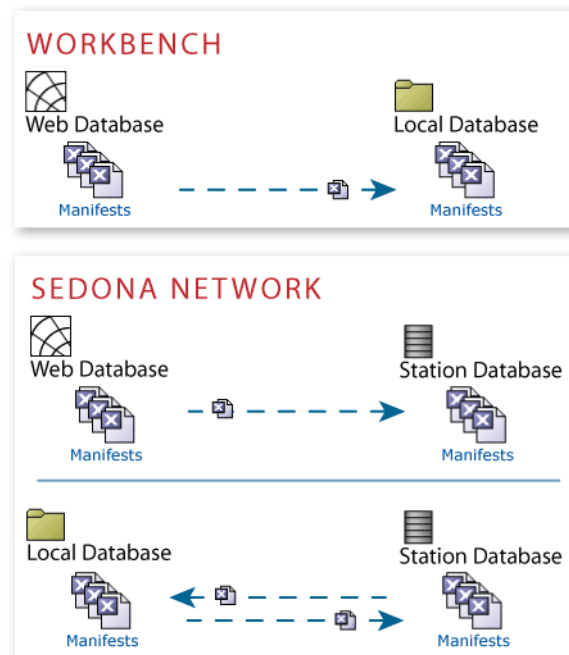 WORKBENCH
Web Database
Local Database
Manifests
Manifests
SEDONA NETWORK
Web Database
Station Database
Manifests
Manifests
Local Database
Station Database
Manifests
Manifests